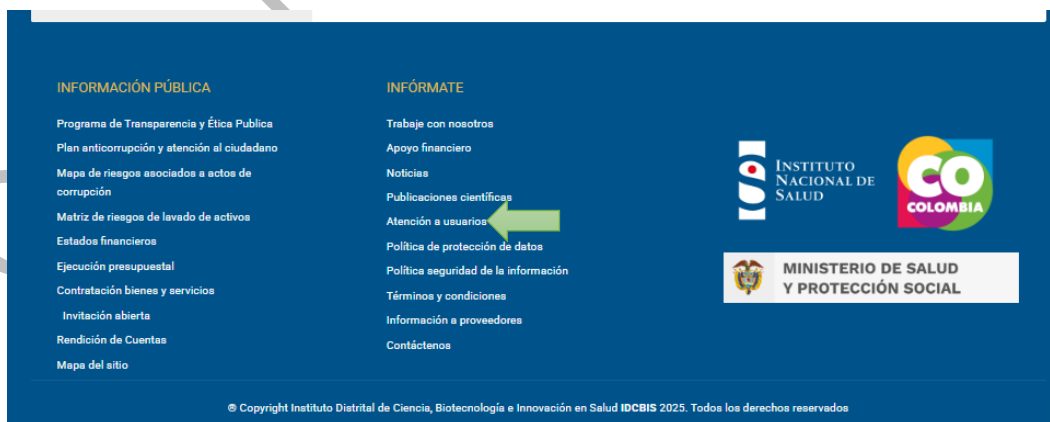 INFORMACIÓN PÚBLICA
Programa de Transparencia y Ética Publica
Plan anticorrupción y atención al ciudadano
Mapa de riesgos asociados a actos de
corrupción
Matriz de riesgos de lavado de activos
Estados financieros
Ejecución presupuestal
Contratación bienes y servicios
Invitación abierta
Rendición de Cuentas
Mapa del sitio
INFÓRMATE
Trabaje con nosotros
Apoyo financiero
Noticias
Publicaciones científicas
Atención a usuarios
Política de protección de datos
Política seguridad de la información
Términos y condiciones
Información a proveedores
Contáctenos
INSTITUTO
NACIONAL DE
SALUD
CO
COLOMBIA
MINISTERIO DE SALUD
Y PROTECCIÓN SOCIAL
® Copyright Instituto Distrital de Ciencia, Biotecnología e Innovación en Salud IDCBIS 2025. Todos los derechos reservados